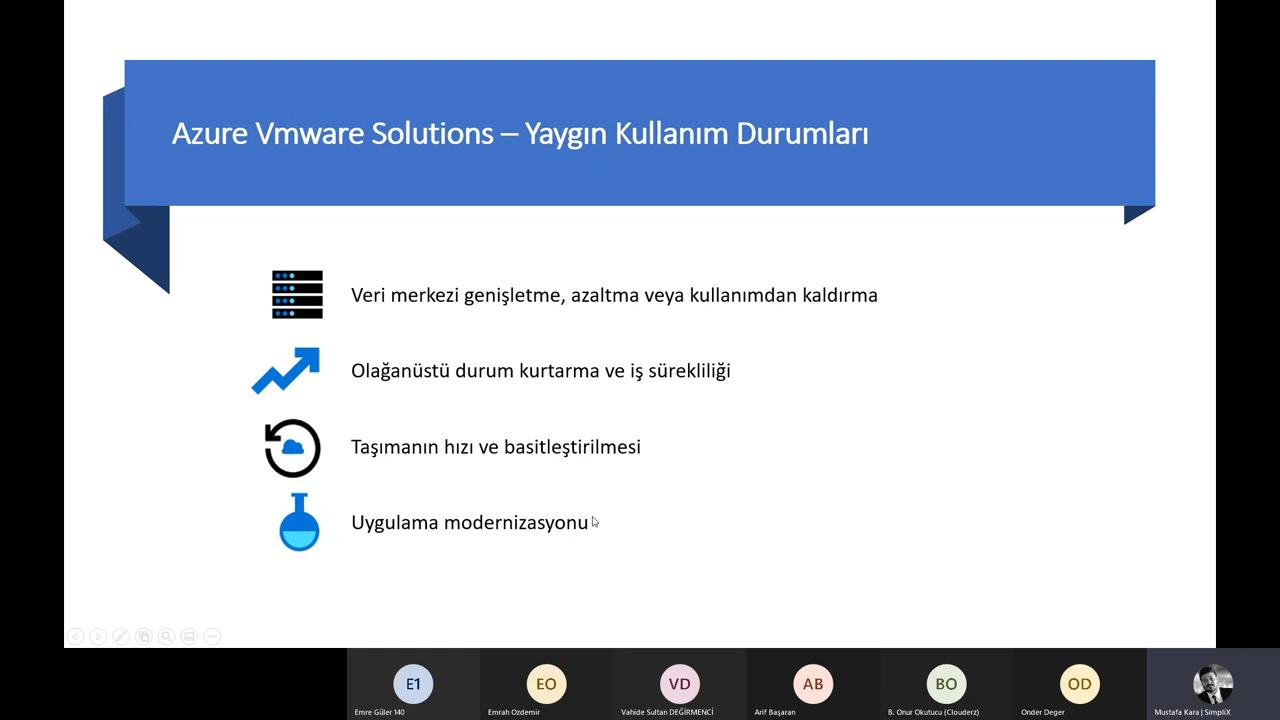 Azure Vmware Solutions – Yaygın Kullanım Durumları
Veri merkezi genişletme, azaltma veya kullanımdan kaldırma
Olağanüstü durum kurtarma ve iş sürekliliği
Taşımanın hızı ve basitleştirilmesi
Uygulama modernizasyonu
E1
EO
VD
AB
BO
OD
Emre Güler 140
Emrah Ozdemir
Vahide Sultan DEĞİRMENCİ
Arif Başaran
B. Onur Okutucu (Clouderz)
Onder Deger
Mustafa Kara | SimpliX